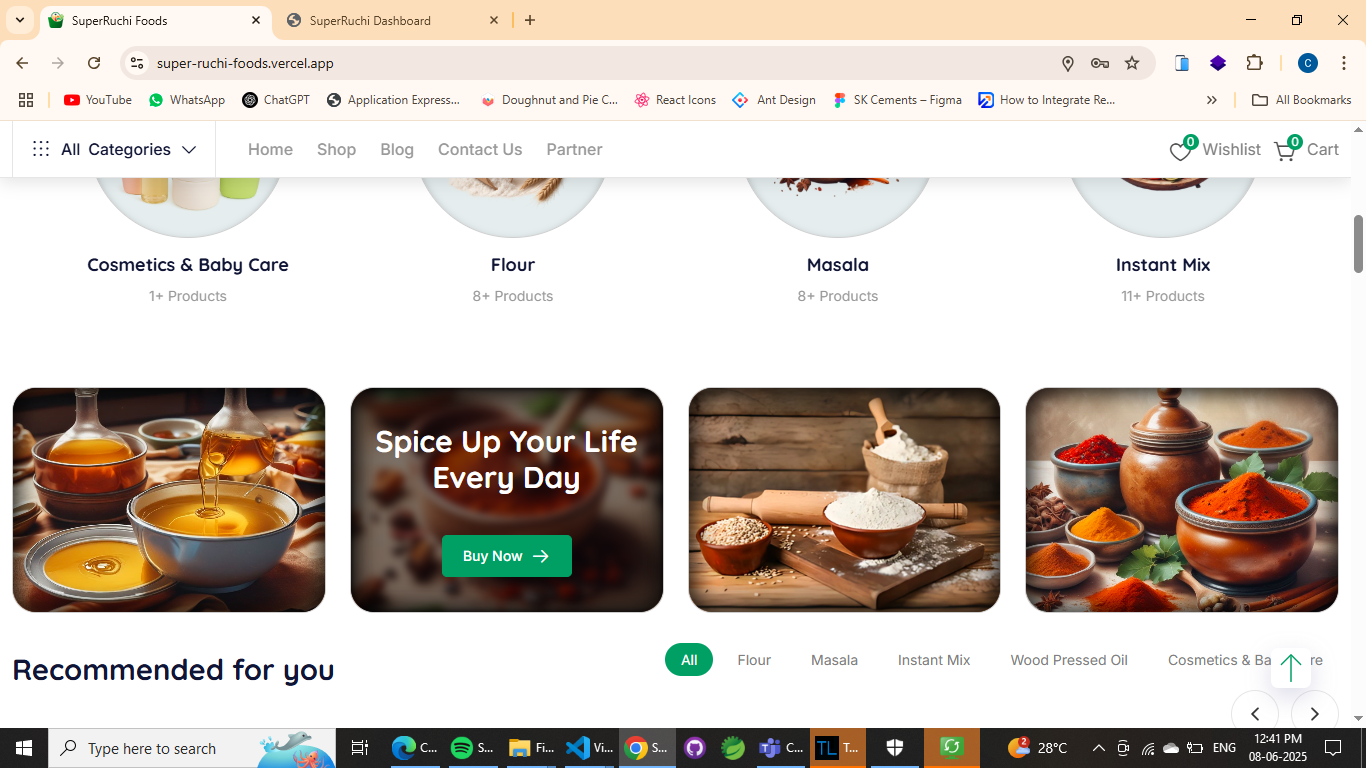 SuperRuchi Foods
SuperRuchi Dashboard
super-ruchi-foods.vercel.app
C
YouTube
WhatsApp
ChatGPT
Application Express...
Doughnut and Pie C...
React Icons
Ant Design
SK Cements – Figma
How to Integrate Re...
All Bookmarks
All Categories
Home
Shop
Blog
Contact Us
Partner
0
Wishlist
0
Cart
Cosmetics & Baby Care
Flour
Masala
Instant Mix
1+ Products
8+ Products
8+ Products
11+ Products
Spice Up Your Life
Every Day
Buy Now
Recommended for you
All
Flour
Masala
Instant Mix
Wood Pressed Oil
Cosmetics & Ba re
Type here to search
C...
S...
Fi...
Vi...
S...
C...
TL
T...
2
28°C
ENG
12:41 PM
08-06-2025